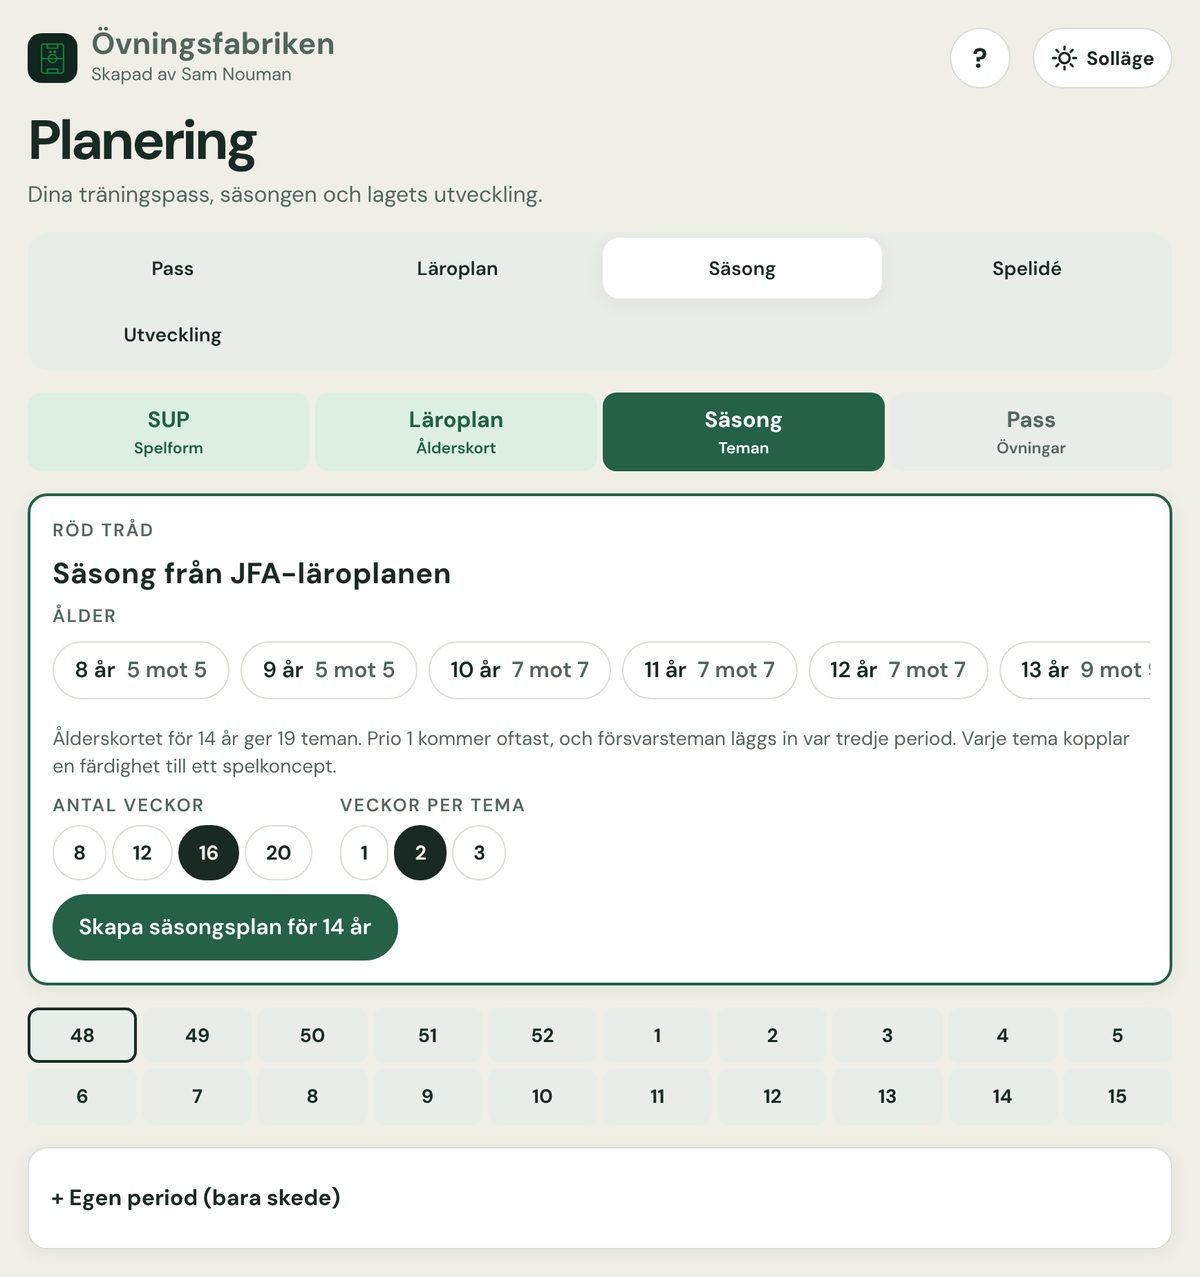 Övningsfabriken
Skapad av Sam Nouman
?
Solläge
Planering
Dina träningspass, säsongen och lagets utveckling.
Pass
Läroplan
Säsong
Spelidé
Utveckling
SUP
Spelform
Läroplan
Ålderskort
Säsong
Teman
Pass
Övningar
RÖD TRÅD
Säsong från JFA-läroplanen
ÅLDER
8 år 5 mot 5
9 år 5 mot 5
10 år 7 mot 7
11 år 7 mot 7
12 år 7 mot 7
13 år 9 mot
Ålderskortet för 14 år ger 19 teman. Prio 1 kommer oftast, och försvarsteman läggs in var tredje period. Varje tema kopplar
en färdighet till ett spelkoncept.
ANTAL VECKOR
VECKOR PER TEMA
8 12 16 20
1 2 3
Skapa säsongsplan för 14 år
48 49 50 51 52 1 2 3 4 5
6 7 8 9 10 11 12 13 14 15
+ Egen period (bara skede)